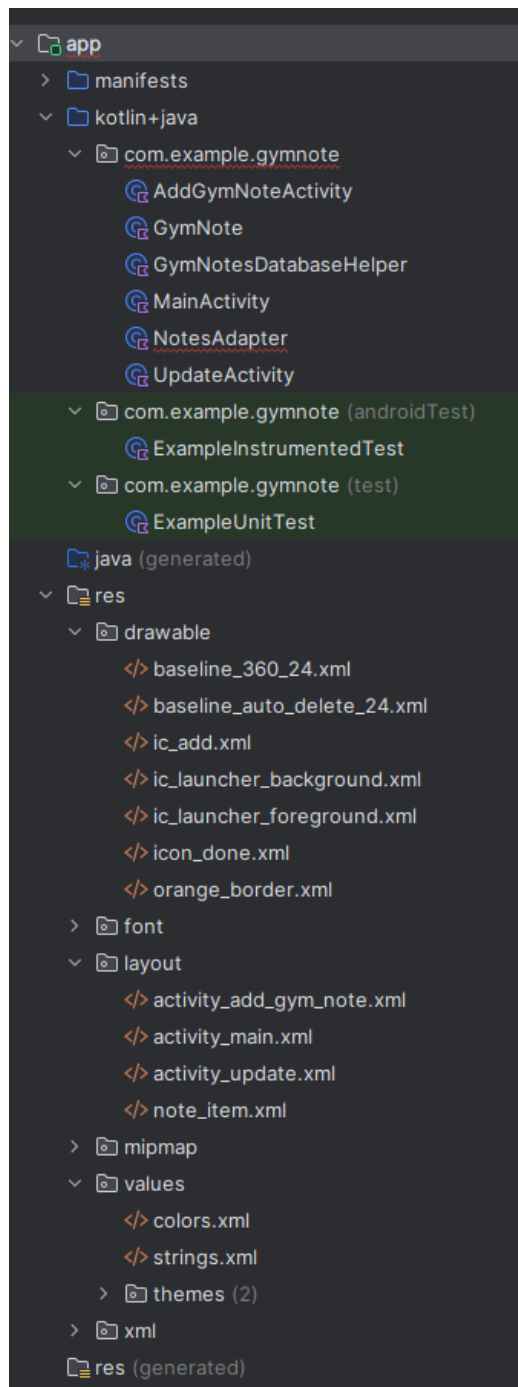 app
manifests
kotlin+java
com.example.gymnote
AddGymNoteActivity
GymNote
GymNotesDatabaseHelper
MainActivity
NotesAdapter
UpdateActivity
com.example.gymnote (androidTest)
ExampleInstrumentedTest
com.example.gymnote (test)
ExampleUnitTest
java (generated)
res
drawable
baseline_360_24.xml
baseline_auto_delete_24.xml
ic_add.xml
ic_launcher_background.xml
ic_launcher_foreground.xml
icon_done.xml
orange_border.xml
font
layout
activity_add_gym_note.xml
activity_main.xml
activity_update.xml
note_item.xml
mipmap
values
colors.xml
strings.xml
themes (2)
xml
res (generated)